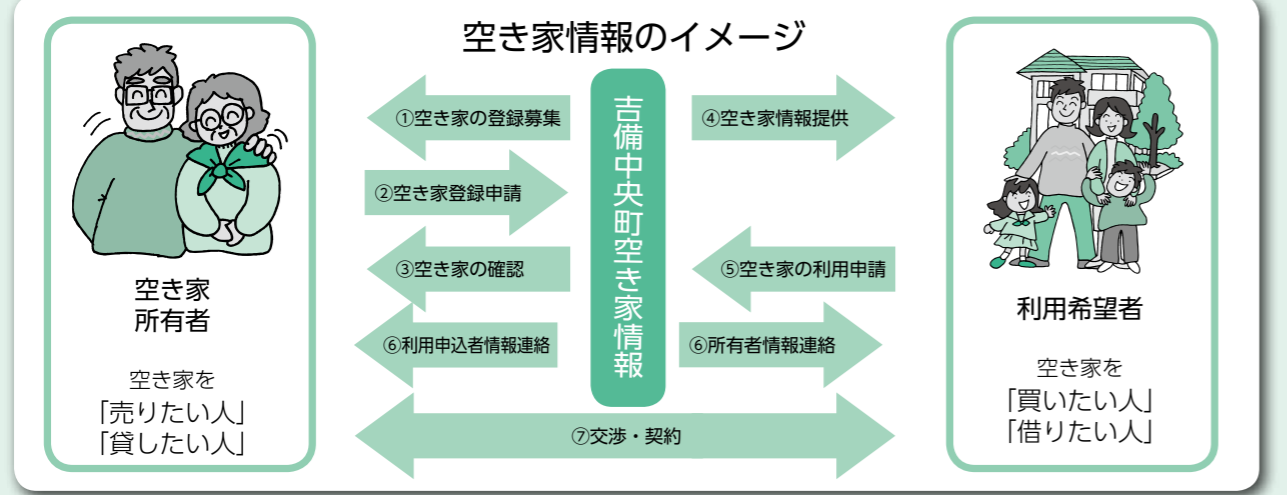 空き家情報のイメージ
空き家
所有者
空き家を
「売りたい人」
「貸したい人」
①空き家の登録募集
②空き家登録申請
③空き家の確認
⑥利用申込者情報連絡
吉備中央町空き家情報
④空き家情報提供
⑤空き家の利用申請
⑥所有者情報連絡
⑦交渉・契約
利用希望者
空き家を
「買いたい人」
「借りたい人」